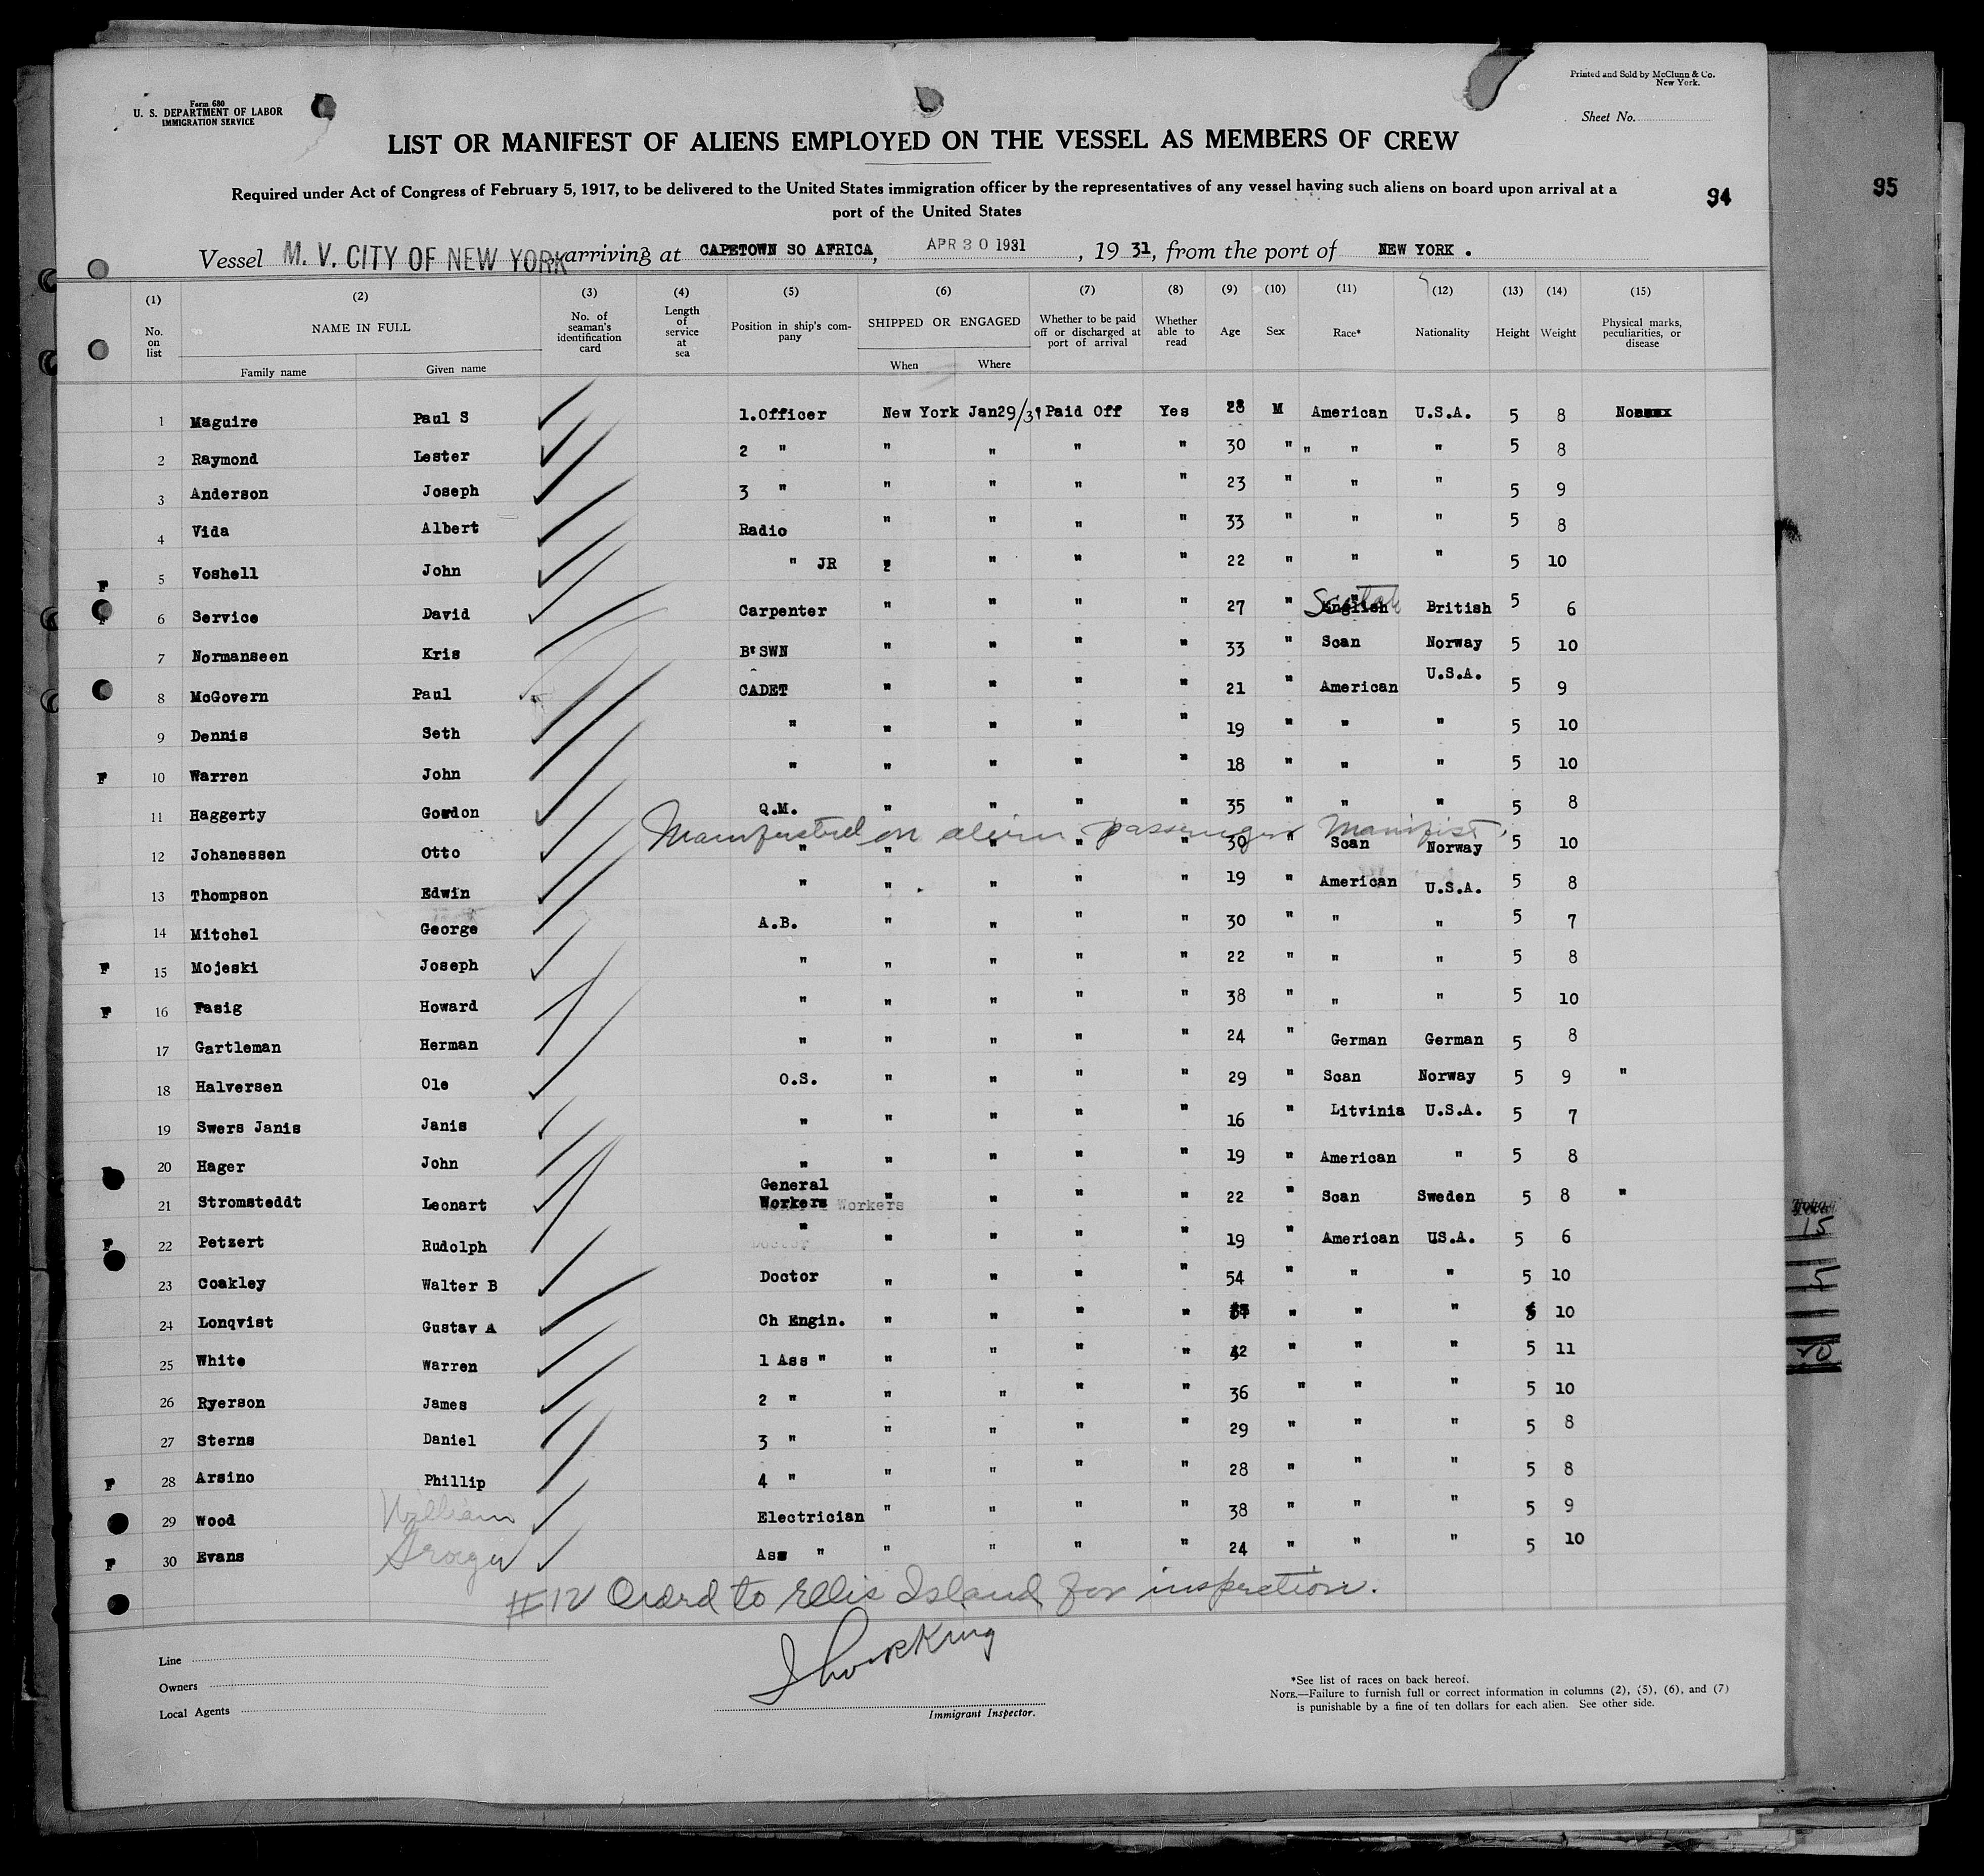 Form 680
U. S. DEPARTMENT OF LABOR
IMMIGRATION SERVICE
Printed and Sold by McClunn & Co.
New York.
Sheet No.
LIST OR MANIFEST OF ALIENS EMPLOYED ON THE VESSEL AS MEMBERS OF CREW
Required under Act of Congress of February 5, 1917, to be delivered to the United States immigration officer by the representatives of any vessel having such aliens on board upon arrival at a
port of the United States
94
95
Vessel M. V. CITY OF NEW YORK arriving at CAPETOWN SO AFRICA, APR 30 1931, 19 31, from the port of NEW YORK .
(1) (2) (3) (4) (5) (6) (7) (8) (9) (10) (11) (12) (13) (14) (15)
No. on list NAME IN FULL Family name Given name No. of seaman's identification card Length of service at sea Position in ship's company SHIPPED OR ENGAGED When Where Whether to be paid off or discharged at port of arrival Whether able to read Age Sex Race* Nationality Height Weight Physical marks, peculiarities, or disease
1 Maguire Paul S 1.Officer New York Jan29/31 Paid Off Yes 28 M American U.S.A. 5 8
2 Raymond Lester 2 " " " " " 30 " " " " 5 8
3 Anderson Joseph 3 " " " " " 23 " " " 5 9
4 Vida Albert Radio " " " " 33 " " " 5 8
5 Voshell John " JR " " " 22 " " " 5 10
F
6 Service David Carpenter " " " " 27 " English British 5 6
7 Normanseen Kris B'SWN " " " " 33 " Scan Norway 5 10
8 McGovern Paul CADET " " " " 21 " American U.S.A. 5 9
9 Dennis Seth " " " " " 19 " " " 5 10
F 10 Warren John " " " " " 18 " " " 5 10
11 Haggerty Gordon Q.M. " " " " 35 " " " 5 8
Manifested on alien passenger Manifest.
12 Johanessen Otto " " " " " 30 " Scan Norway 5 10
13 Thompson Edwin " " " " " 19 " American U.S.A. 5 8
14 Mitchel George A.B. " " " " 30 " " " 5 7
F 15 Mojeski Joseph " " " " " 22 " " " 5 8
F 16 Fasig Howard " " " " " 38 " " " 5 10
17 Gartleman Herman " " " " " 24 " German German 5 8
18 Halversen Ole O.S. " " " " 29 " Scan Norway 5 9 "
19 Swers Janis Janis " " " " " 16 " Litvinia U.S.A. 5 7
20 Hager John " " " " " 19 " American " 5 8
21 Stromsteddt Leonart General Workers " " " " 22 " Scan Sweden 5 8 "
F 22 Petzert Rudolph " " " " " 19 " American US.A. 5 6
23 Coakley Walter B Doctor " " " " 54 " " " 5 10
24 Lonqvist Gustav A Ch Engin. " " " " " " " 10
25 White Warren 1 Ass " " " " " 42 " " " 5 11
26 Ryerson James 2 " " " " " 36 " " " 5 10
27 Sterns Daniel 3 " " " " " 29 " " " 5 8
F 28 Arsino Phillip 4 " " " " " 28 " " " 5 8
29 Wood William Electrician " " " " 38 " " " 5 9
F 30 Evans Ass " " " " " 24 " " " 5 10
15
5
20
#12 Ordrd to Ellis Island for inspection.
Line
Owners
Local Agents
Immigrant Inspector.
*See list of races on back hereof.
NOTE.—Failure to furnish full or correct information in columns (2), (5), (6), and (7)
is punishable by a fine of ten dollars for each alien. See other side.